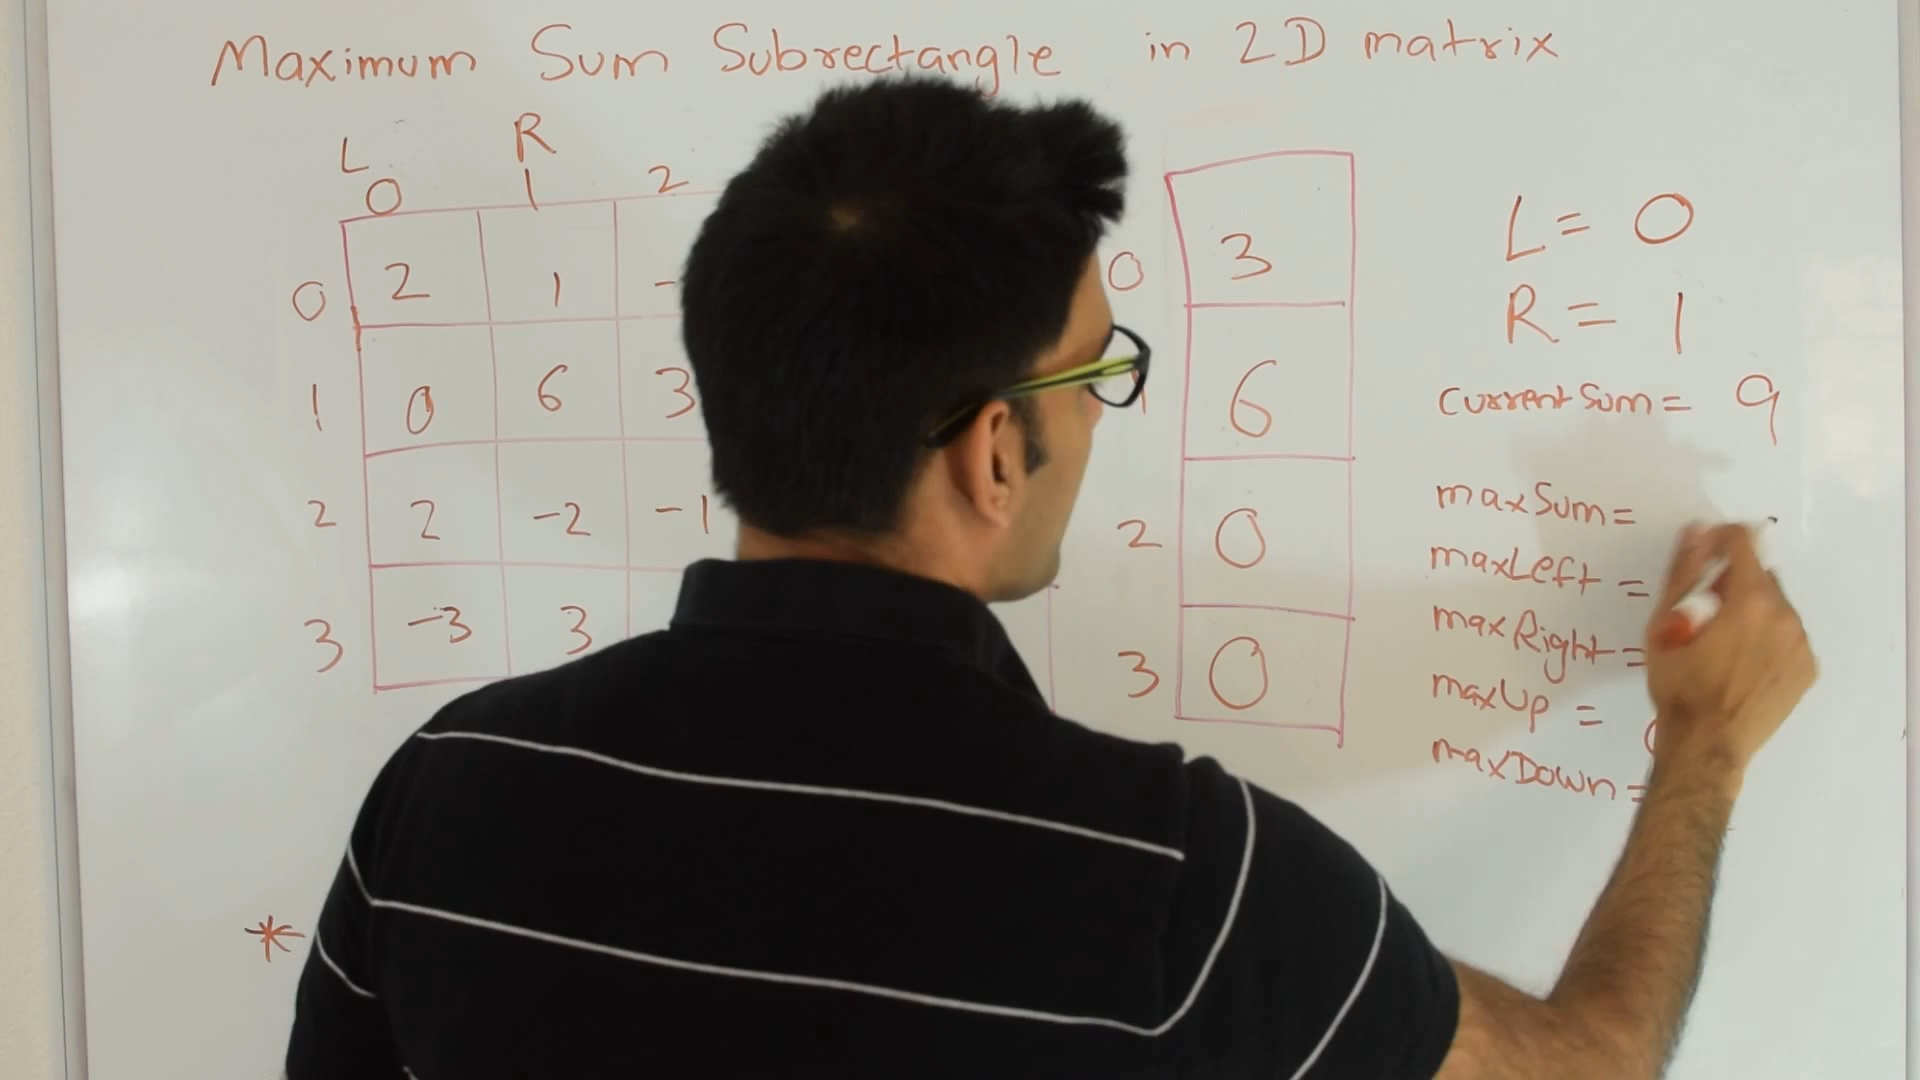 Maximum Sum Subrectangle in 2D matrix
L R
0 1 2
0 2 1 -
1 0 6 3
2 2 -2 -1
3 -3 3
0 3
1 6
2 0
3 0
L = 0
R = 1
currentSum = 9
maxSum =
maxLeft =
maxRight =
maxUp =
maxDown =
*